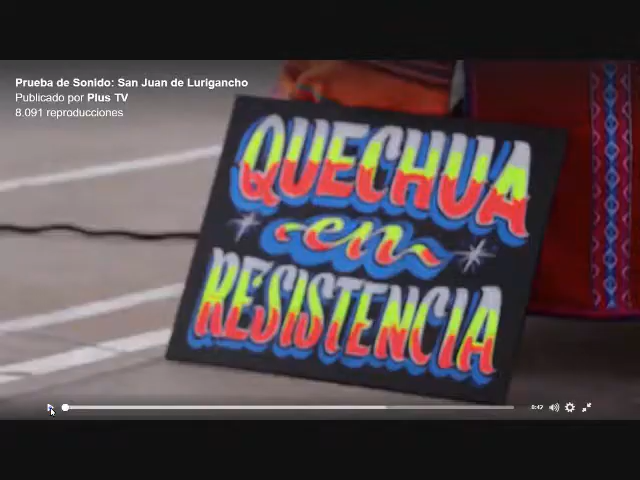 Prueba de Sonido: San Juan de Lurigancho
Publicado por Plus TV
8.091 reproducciones
QUECHUA
en
RESISTENCIA